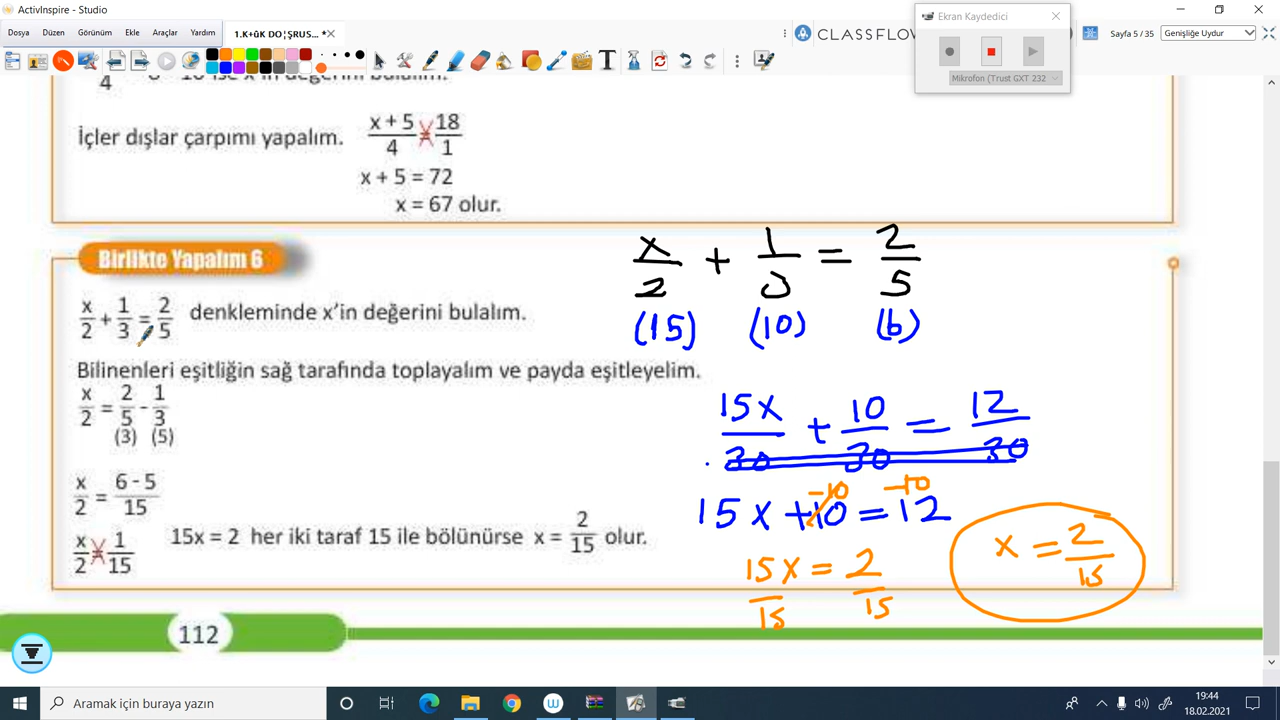 ActivInspire - Studio
Dosya Düzen Görünüm Ekle Araçlar Yardım
1.K+ûK DO¦ŞRUS...
CLASSFLOW
Sayfa 5 / 35
Genişliğe Uydur
Ekran Kaydedici
Mikrofon (Trust GXT 232
İçler dışlar çarpımı yapalım. x + 5 / 4 = 18 / 1
x + 5 = 72
x = 67 olur.
Birlikte Yapalım 6
x/2 + 1/3 = 2/5 denkleminde x'in değerini bulalım.
Bilinenleri eşitliğin sağ tarafında toplayalım ve payda eşitleyelim.
x/2 = 2/5 - 1/3
(3) (5)
x/2 = 6 - 5 / 15
x/2 = 1/15 15x = 2 her iki taraf 15 ile bölünürse x = 2/15 olur.
x/2 + 1/3 = 2/5
(15) (10) (6)
15x/30 + 10/30 = 12/30
-10 -10
15x + 10 = 12
15x/15 = 2/15
x = 2/15
112
Aramak için buraya yazın
19:44
18.02.2021